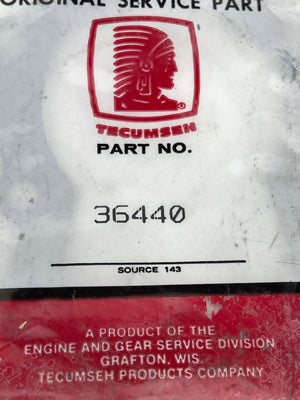 ORIGINAL SERVICE PART
®
TECUMSEH
PART NO.
36440
SOURCE 143
A PRODUCT OF THE
ENGINE AND GEAR SERVICE DIVISION
GRAFTON, WIS.
TECUMSEH PRODUCTS COMPANY